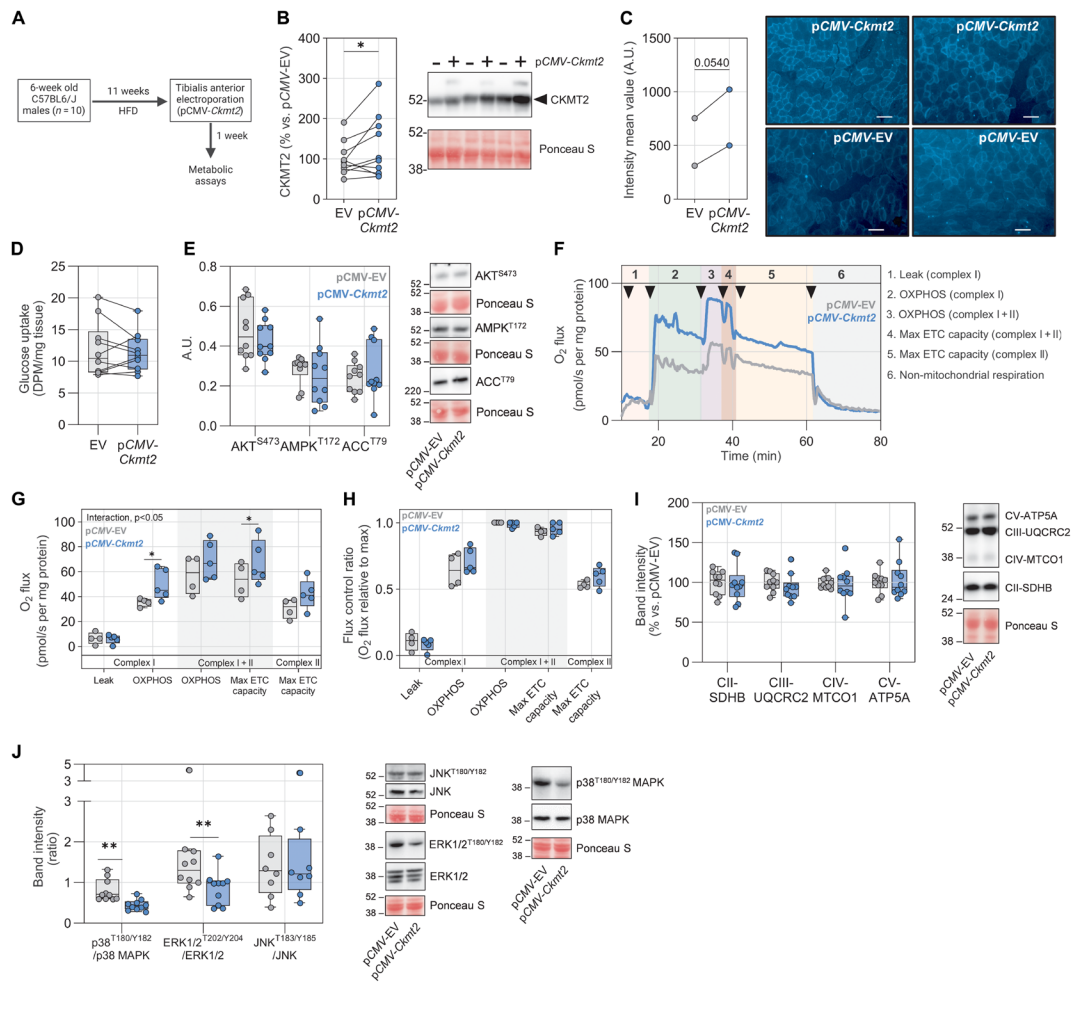 A
6-week old
C57BL6/J
males (n = 10)
11 weeks
HFD
Tibialis anterior
electroporation
(pCMV-Ckmt2)
1 week
Metabolic
assays
B
CKMT2 (% vs. pCMV-EV)
400
300
200
100
0
*
EV
pCMV-
Ckmt2
– + – + – +
pCMV-Ckmt2
52
CKMT2
52
38
Ponceau S
C
Intensity mean value (A.U.)
1500
1000
500
0
0.0540
EV
pCMV-
Ckmt2
pCMV-Ckmt2
pCMV-Ckmt2
pCMV-EV
pCMV-EV
D
Glucose uptake
(DPM/mg tissue)
25
20
15
10
5
0
EV
pCMV-
Ckmt2
E
A.U.
0.8
0.6
0.4
0.2
0
pCMV-EV
pCMV-Ckmt2
AKTS473
AMPKT172
ACCT79
52
AKTS473
52
38
Ponceau S
52
AMPKT172
52
38
Ponceau S
220
ACCT79
52
38
Ponceau S
pCMV-EV
pCMV-Ckmt2
F
O2 flux
(pmol/s per mg protein)
100
50
0
1 2 3 4 5 6
pCMV-EV
pCMV-Ckmt2
20 40 60 80
Time (min)
1. Leak (complex I)
2. OXPHOS (complex I)
3. OXPHOS (complex I + II)
4. Max ETC capacity (complex I + II)
5. Max ETC capacity (complex II)
6. Non-mitochondrial respiration
G
O2 flux
(pmol/s per mg protein)
100
80
60
40
20
0
Interaction, p<0.05
pCMV-EV
pCMV-Ckmt2
*
*
Complex I
Complex I + II
Complex II
Leak
OXPHOS
OXPHOS
Max ETC
capacity
Max ETC
capacity
H
Flux control ratio
(O2 flux relative to max)
1.0
0.5
0.0
pCMV-EV
pCMV-Ckmt2
Complex I
Complex I + II
Complex II
Leak
OXPHOS
OXPHOS
Max ETC
capacity
Max ETC
capacity
I
Band intensity
(% vs. pCMV-EV)
200
150
100
50
0
pCMV-EV
pCMV-Ckmt2
CII-
SDHB
CIII-
UQCRC2
CIV-
MTCO1
CV-
ATP5A
52
38
24
52
38
CV-ATP5A
CIII-UQCRC2
CIV-MTCO1
CII-SDHB
Ponceau S
pCMV-EV
pCMV-Ckmt2
J
Band intensity
(ratio)
5
3
3
2
1
0
**
**
p38T180/Y182
/p38 MAPK
ERK1/2T202/Y204
/ERK1/2
JNKT183/Y185
/JNK
52
JNKT180/Y182
52
JNK
52
38
Ponceau S
38
ERK1/2T180/Y182
38
ERK1/2
52
38
Ponceau S
pCMV-EV
pCMV-Ckmt2
38
p38T180/Y182 MAPK
38
p38 MAPK
52
38
Ponceau S
pCMV-EV
pCMV-Ckmt2